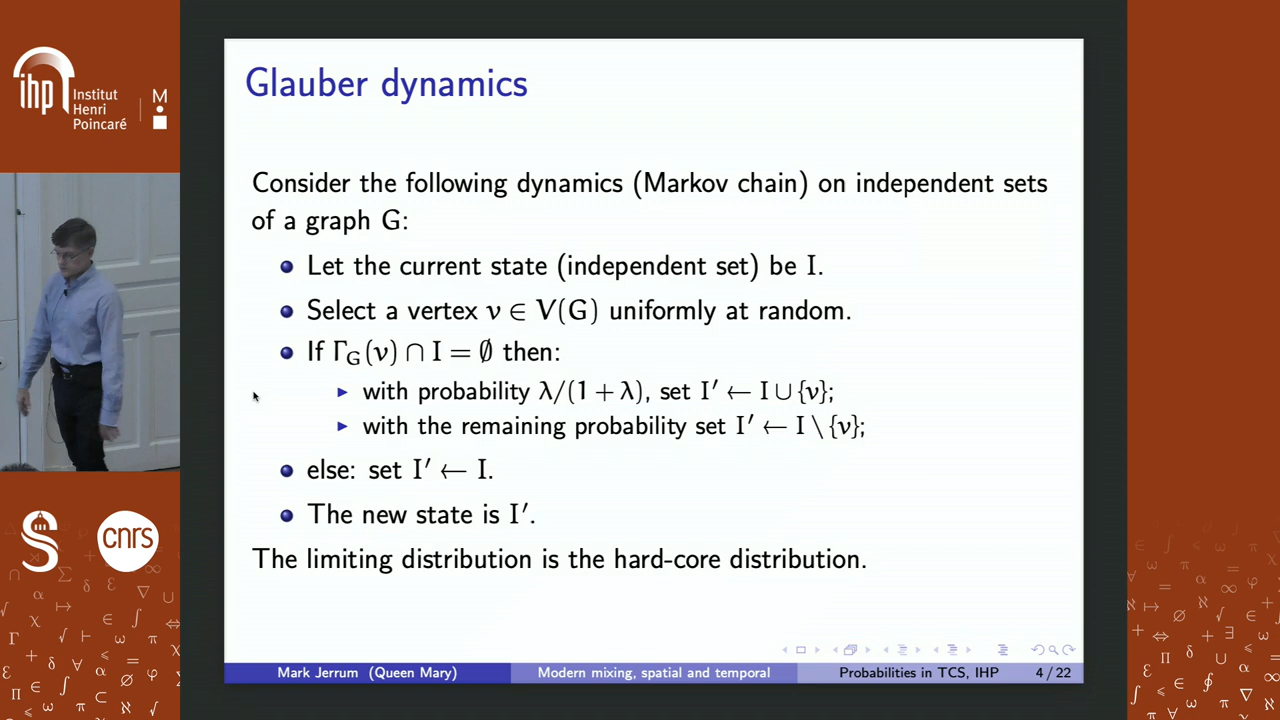 ihp
Institut
Henri
Poincaré
M
Glauber dynamics
Consider the following dynamics (Markov chain) on independent sets
of a graph G:
Let the current state (independent set) be I.
Select a vertex v ∈ V(G) uniformly at random.
If Γ_G(v) ∩ I = ∅ then:
with probability λ/(1 + λ), set I′ ← I ∪ {v};
with the remaining probability set I′ ← I \ {v};
else: set I′ ← I.
The new state is I′.
The limiting distribution is the hard-core distribution.
S
cnrs
Mark Jerrum (Queen Mary)
Modern mixing, spatial and temporal
Probabilities in TCS, IHP
4 / 22